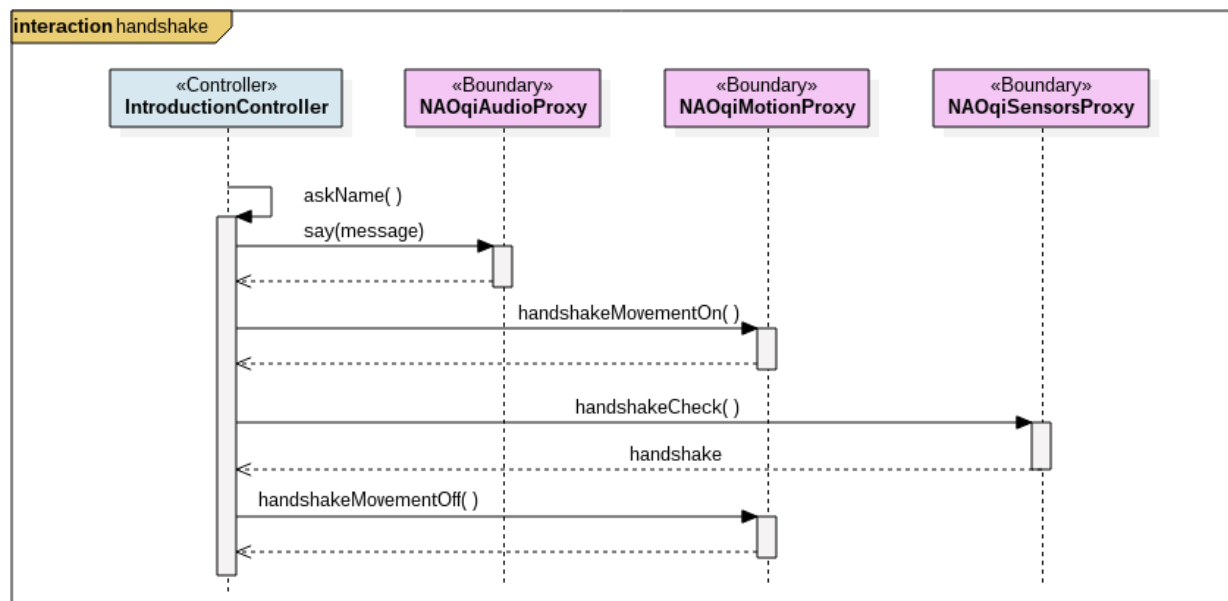 interaction handshake
«Controller»
IntroductionController
«Boundary»
NAOqiAudioProxy
«Boundary»
NAOqiMotionProxy
«Boundary»
NAOqiSensorsProxy
askName( )
say(message)
handshakeMovementOn( )
handshakeCheck( )
handshake
handshakeMovementOff( )